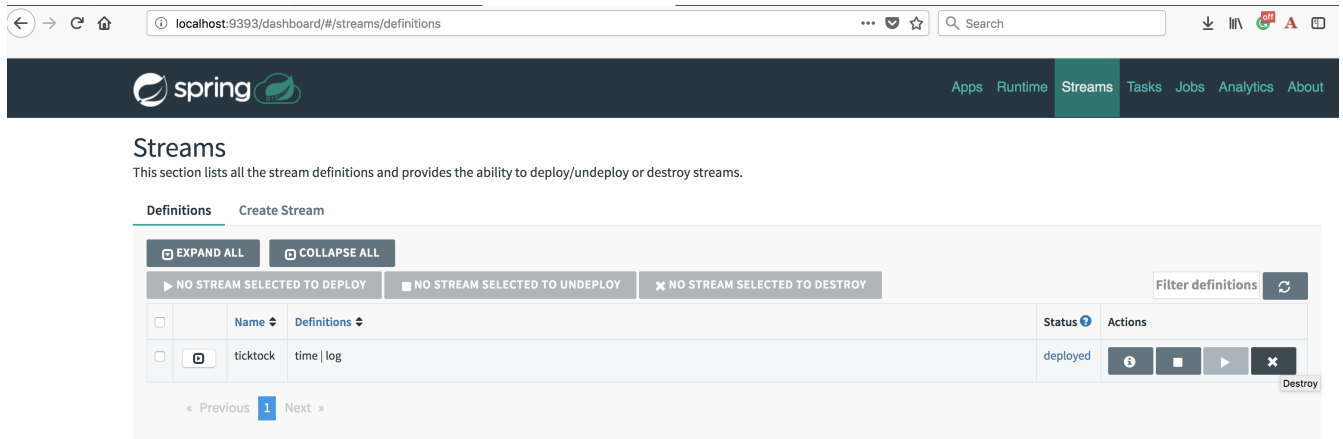 localhost:9393/dashboard/#/streams/definitions
Search
off
A
spring
Apps Runtime Streams Tasks Jobs Analytics About
Streams
This section lists all the stream definitions and provides the ability to deploy/undeploy or destroy streams.
Definitions Create Stream
EXPAND ALL COLLAPSE ALL
NO STREAM SELECTED TO DEPLOY NO STREAM SELECTED TO UNDEPLOY NO STREAM SELECTED TO DESTROY Filter definitions
Name Definitions Status Actions
ticktock time | log deployed
Destroy
« Previous 1 Next »